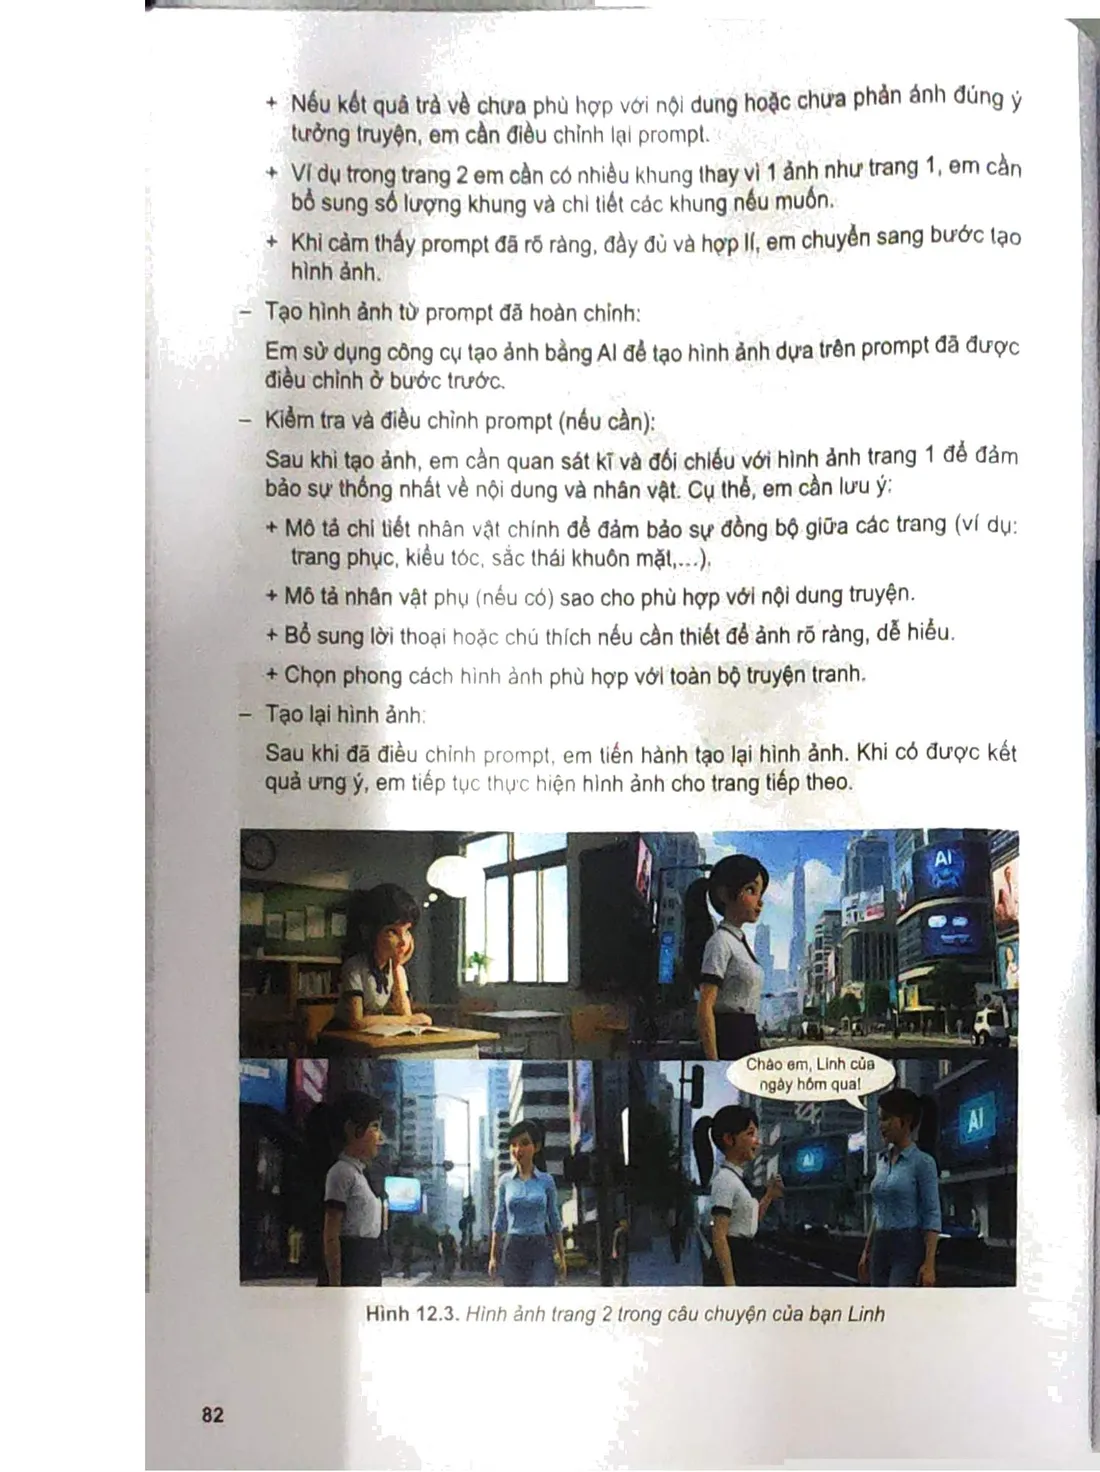 + Nếu kết quả trả về chưa phù hợp với nội dung hoặc chưa phản ánh đúng ý
tưởng truyện, em cần điều chỉnh lại prompt.
+ Ví dụ trong trang 2 em cần có nhiều khung thay vì 1 ảnh như trang 1, em cần
bổ sung số lượng khung và chi tiết các khung nếu muốn.
+ Khi cảm thấy prompt đã rõ ràng, đầy đủ và hợp lí, em chuyển sang bước tạo
hình ảnh.
– Tạo hình ảnh từ prompt đã hoàn chỉnh:
Em sử dụng công cụ tạo ảnh bằng AI để tạo hình ảnh dựa trên prompt đã được
điều chỉnh ở bước trước.
– Kiểm tra và điều chỉnh prompt (nếu cần):
Sau khi tạo ảnh, em cần quan sát kĩ và đối chiếu với hình ảnh trang 1 để đảm
bảo sự thống nhất về nội dung và nhân vật. Cụ thể, em cần lưu ý:
+ Mô tả chi tiết nhân vật chính để đảm bảo sự đồng bộ giữa các trang (ví dụ:
trang phục, kiểu tóc, sắc thái khuôn mặt,...).
+ Mô tả nhân vật phụ (nếu có) sao cho phù hợp với nội dung truyện.
+ Bổ sung lời thoại hoặc chú thích nếu cần thiết để ảnh rõ ràng, dễ hiểu.
+ Chọn phong cách hình ảnh phù hợp với toàn bộ truyện tranh.
– Tạo lại hình ảnh:
Sau khi đã điều chỉnh prompt, em tiến hành tạo lại hình ảnh. Khi có được kết
quả ưng ý, em tiếp tục thực hiện hình ảnh cho trang tiếp theo.
AI
Chào em, Linh của
ngày hôm qua!
AI
AI
Hình 12.3. Hình ảnh trang 2 trong câu chuyện của bạn Linh
82